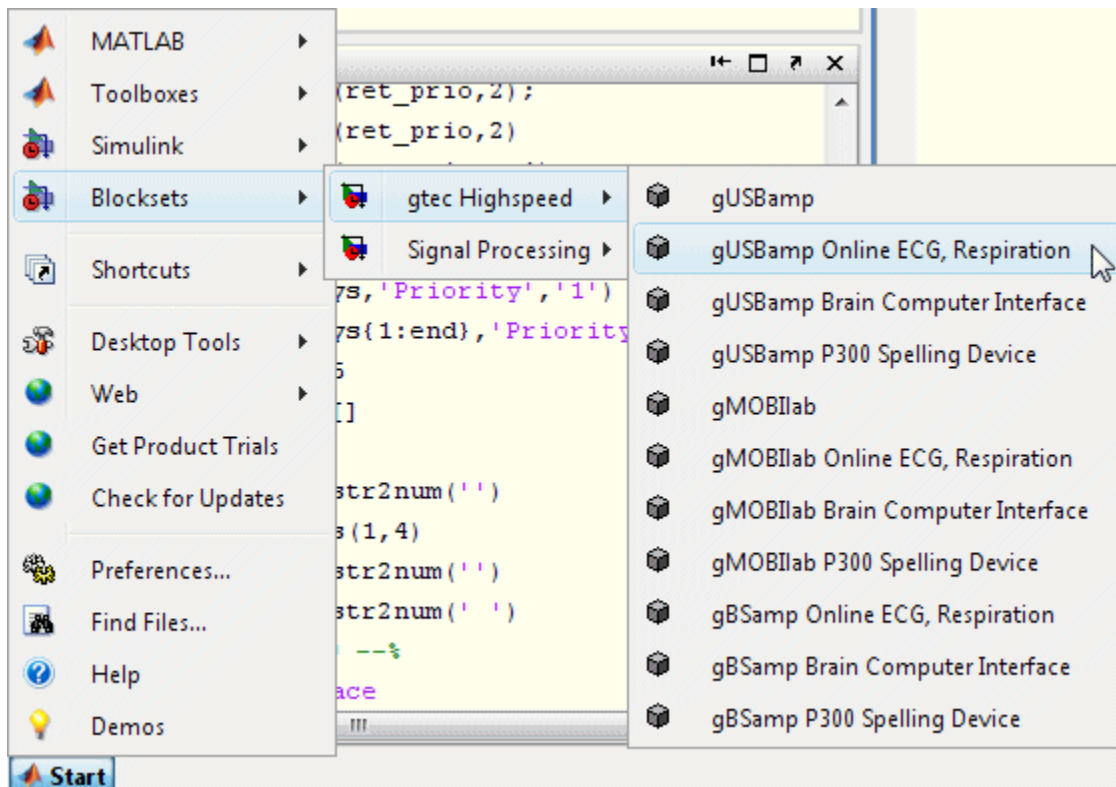 MATLAB
Toolboxes
Simulink
Blocksets
Shortcuts
Desktop Tools
Web
Get Product Trials
Check for Updates
Preferences...
Find Files...
Help
Demos
Start
gtec Highspeed
Signal Processing
gUSBamp
gUSBamp Online ECG, Respiration
gUSBamp Brain Computer Interface
gUSBamp P300 Spelling Device
gMOBIlab
gMOBIlab Online ECG, Respiration
gMOBIlab Brain Computer Interface
gMOBIlab P300 Spelling Device
gBSamp Online ECG, Respiration
gBSamp Brain Computer Interface
gBSamp P300 Spelling Device
(ret_prio,2);
(ret_prio,2)
ys,'Priority','1')
ys{1:end},'Priority
[]
str2num('')
s(1,4)
str2num('')
str2num(' ')
--%
ace